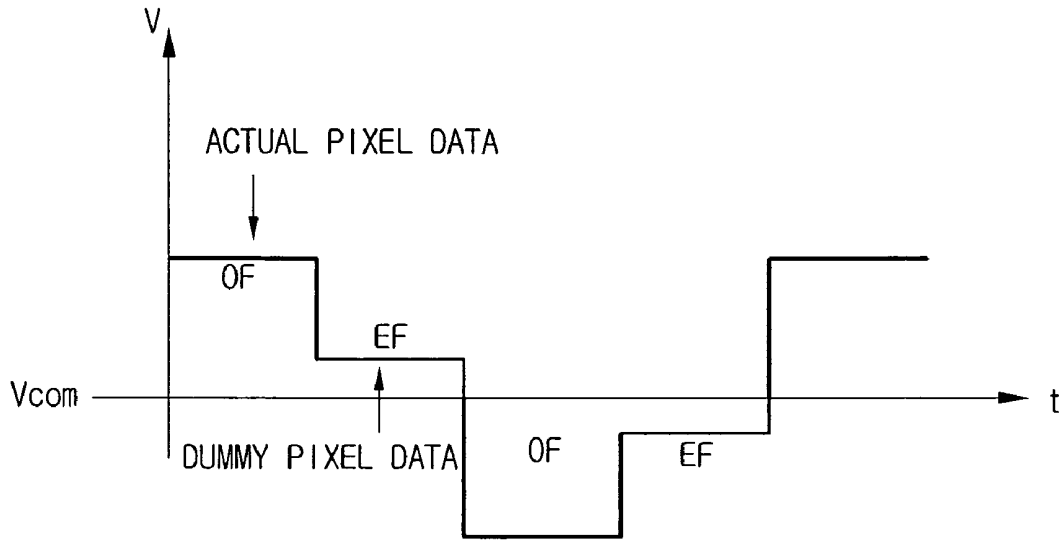 V
ACTUAL PIXEL DATA
OF
EF
Vcom
t
DUMMY PIXEL DATA
OF
EF